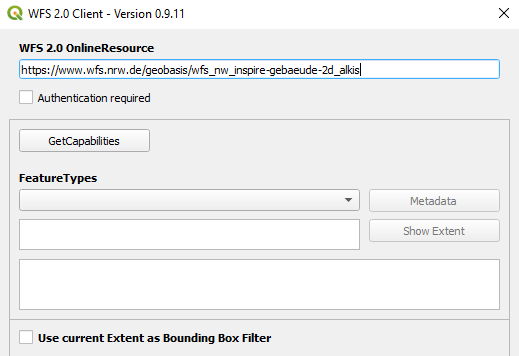 WFS 2.0 Client - Version 0.9.11
WFS 2.0 OnlineResource
https://www.wfs.nrw.de/geobasis/wfs_nw_inspire-gebaeude-2d_alkis
Authentication required
GetCapabilities
FeatureTypes
Metadata
Show Extent
Use current Extent as Bounding Box Filter